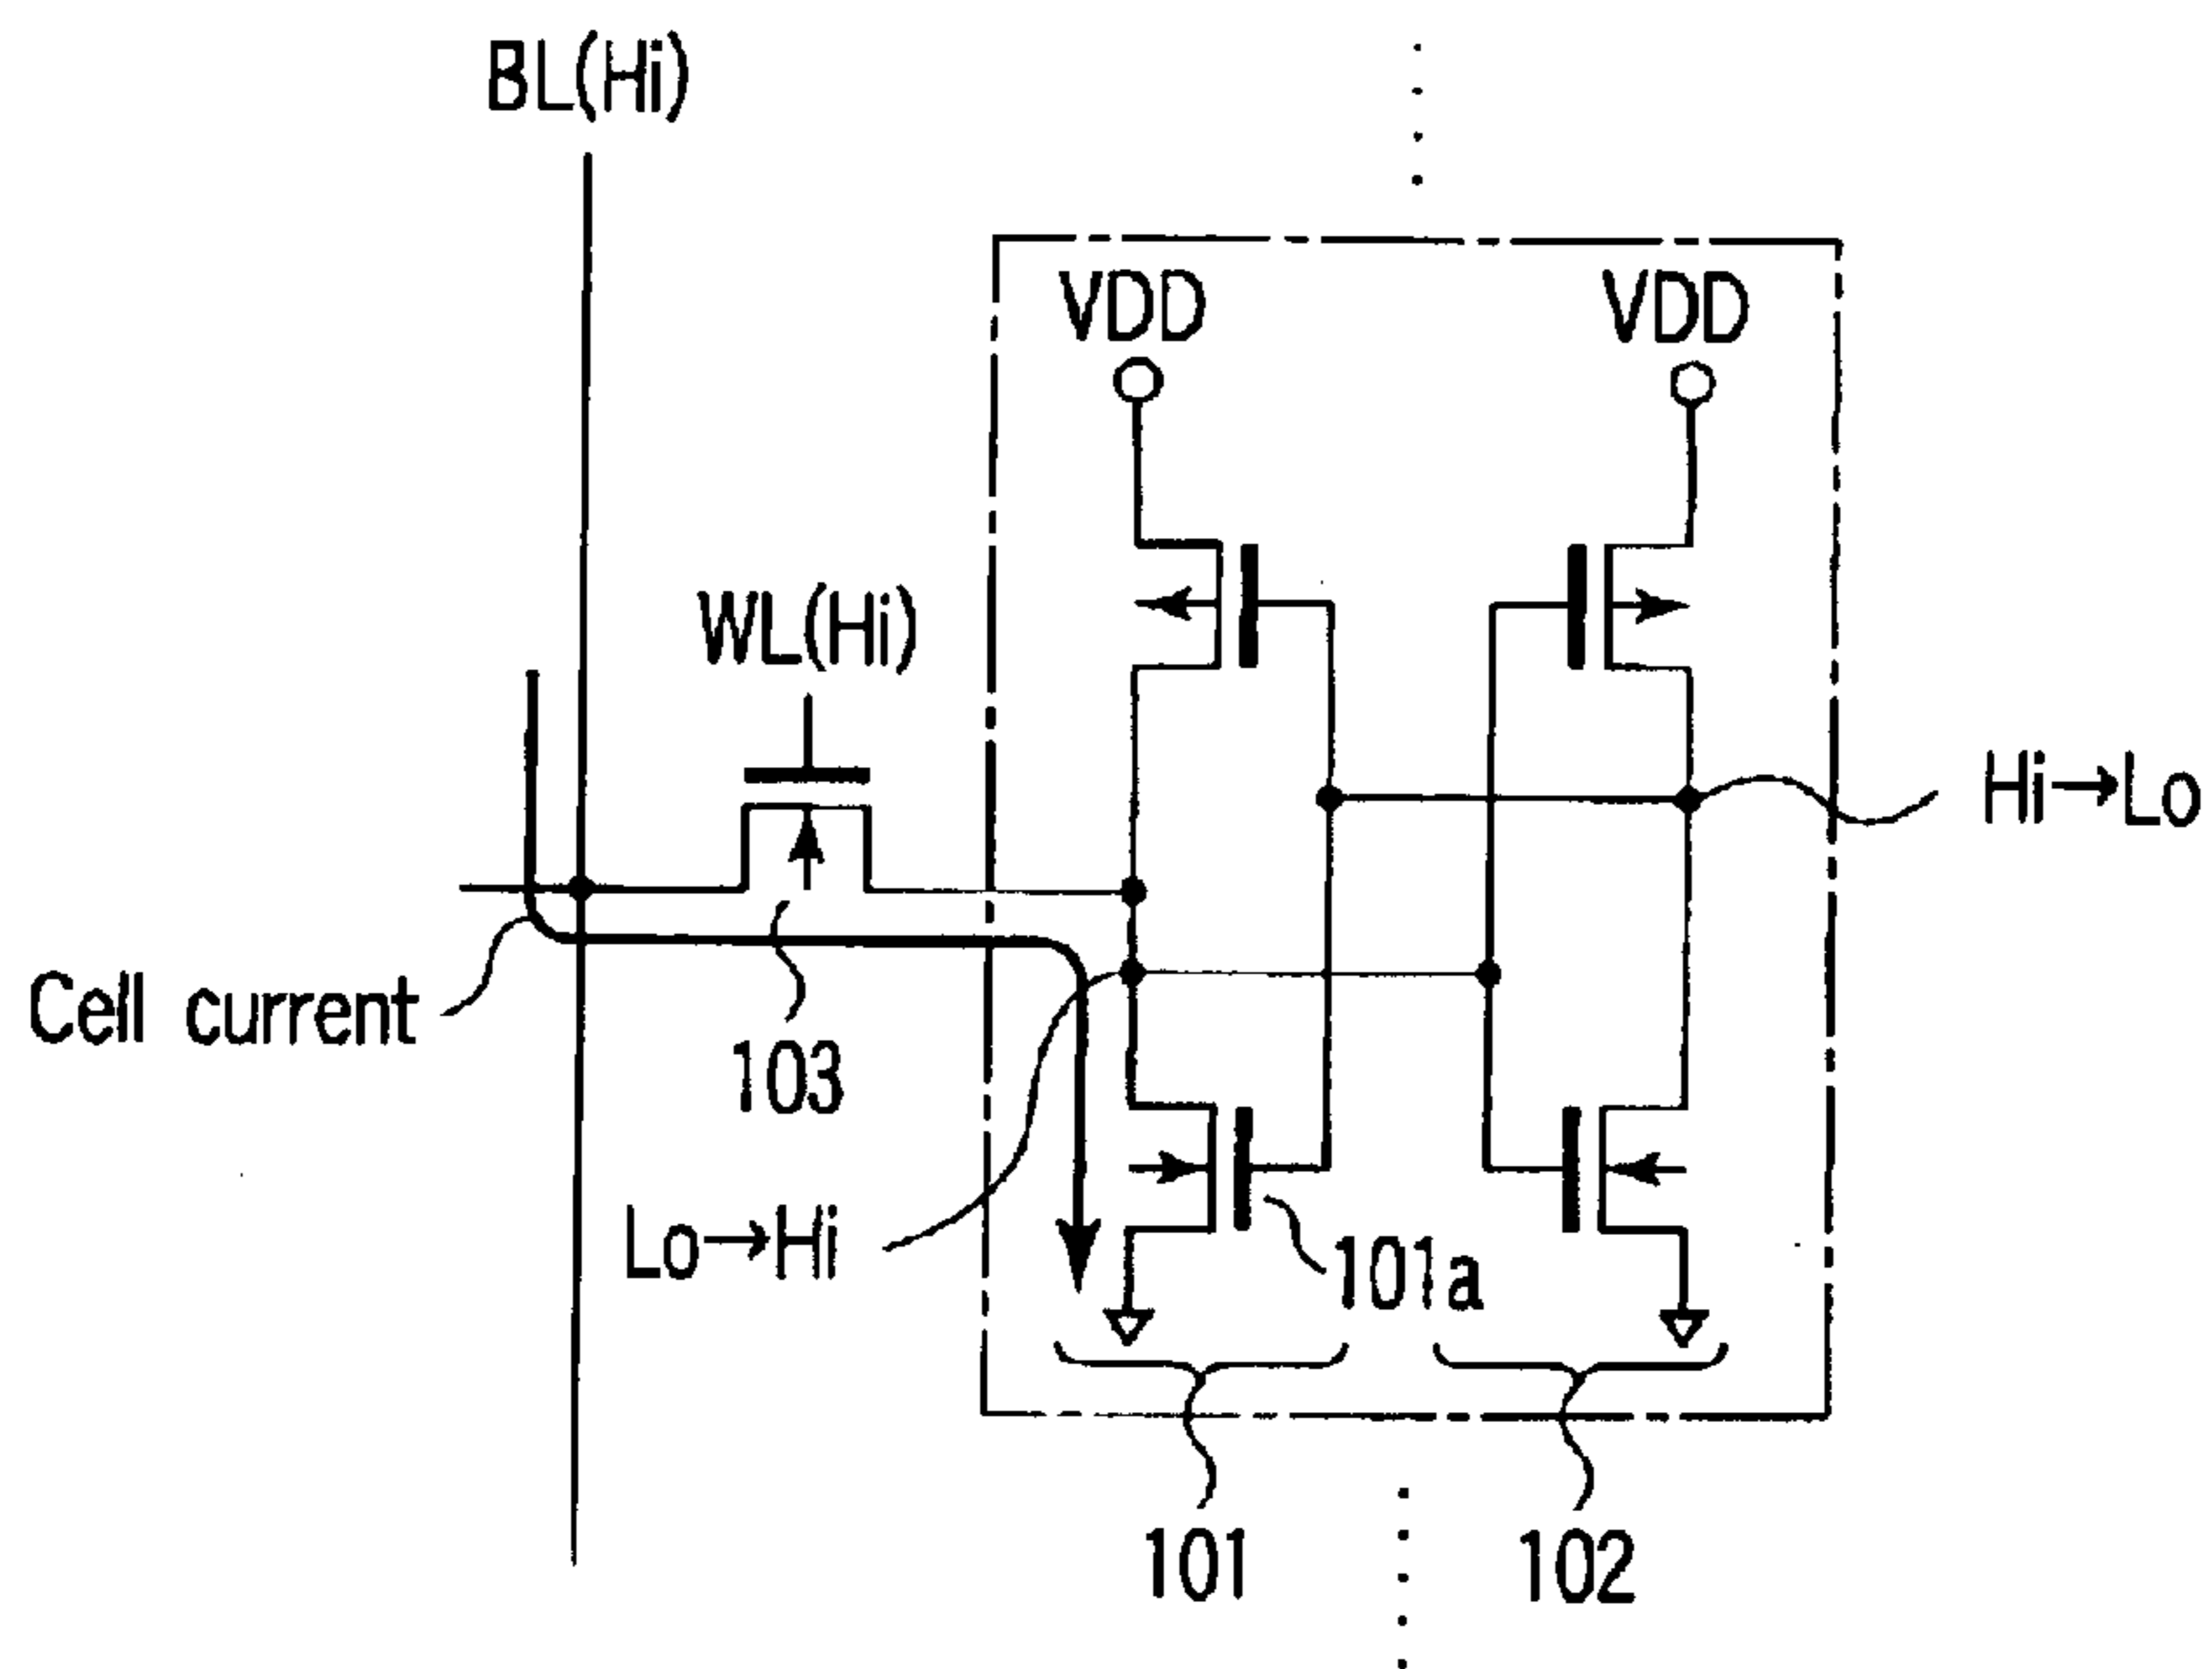 BL(Hi)
VDD
VDD
WL(Hi)
Hi→Lo
Cell current
103
Lo→Hi
101a
101
102